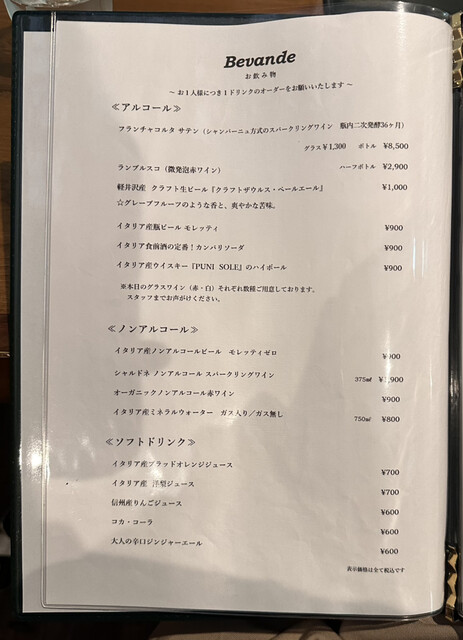 Bevande
お飲み物
～ お1人様につき1ドリンクのオーダーをお願いいたします ～
≪アルコール≫
フランチャコルタ サテン（シャンパーニュ方式のスパークリングワイン 瓶内二次発酵36ヶ月）
グラス ¥1,300 ボトル ¥8,500
ランブルスコ（微発泡赤ワイン） ハーフボトル ¥2,900
軽井沢産 クラフト生ビール『クラフトザウルス・ペールエール』 ¥1,000
☆グレープフルーツのような香と、爽やかな苦味。
イタリア産瓶ビール モレッティ ¥900
イタリア食前酒の定番！カンパリソーダ ¥900
イタリア産ウイスキー『PUNI SOLE』のハイボール ¥900
※本日のグラスワイン（赤・白）それぞれ数種ご用意しております。
スタッフまでお声がけください。
≪ノンアルコール≫
イタリア産ノンアルコールビール モレッティゼロ ¥900
シャルドネ ノンアルコール スパークリングワイン 375㎖ ¥1,900
オーガニックノンアルコール赤ワイン ¥900
イタリア産ミネラルウォーター ガス入り／ガス無し 750㎖ ¥800
≪ソフトドリンク≫
イタリア産ブラッドオレンジジュース ¥700
イタリア産 洋梨ジュース ¥700
信州産りんごジュース ¥600
コカ・コーラ ¥600
大人の辛口ジンジャーエール ¥600
表示価格は全て税込です